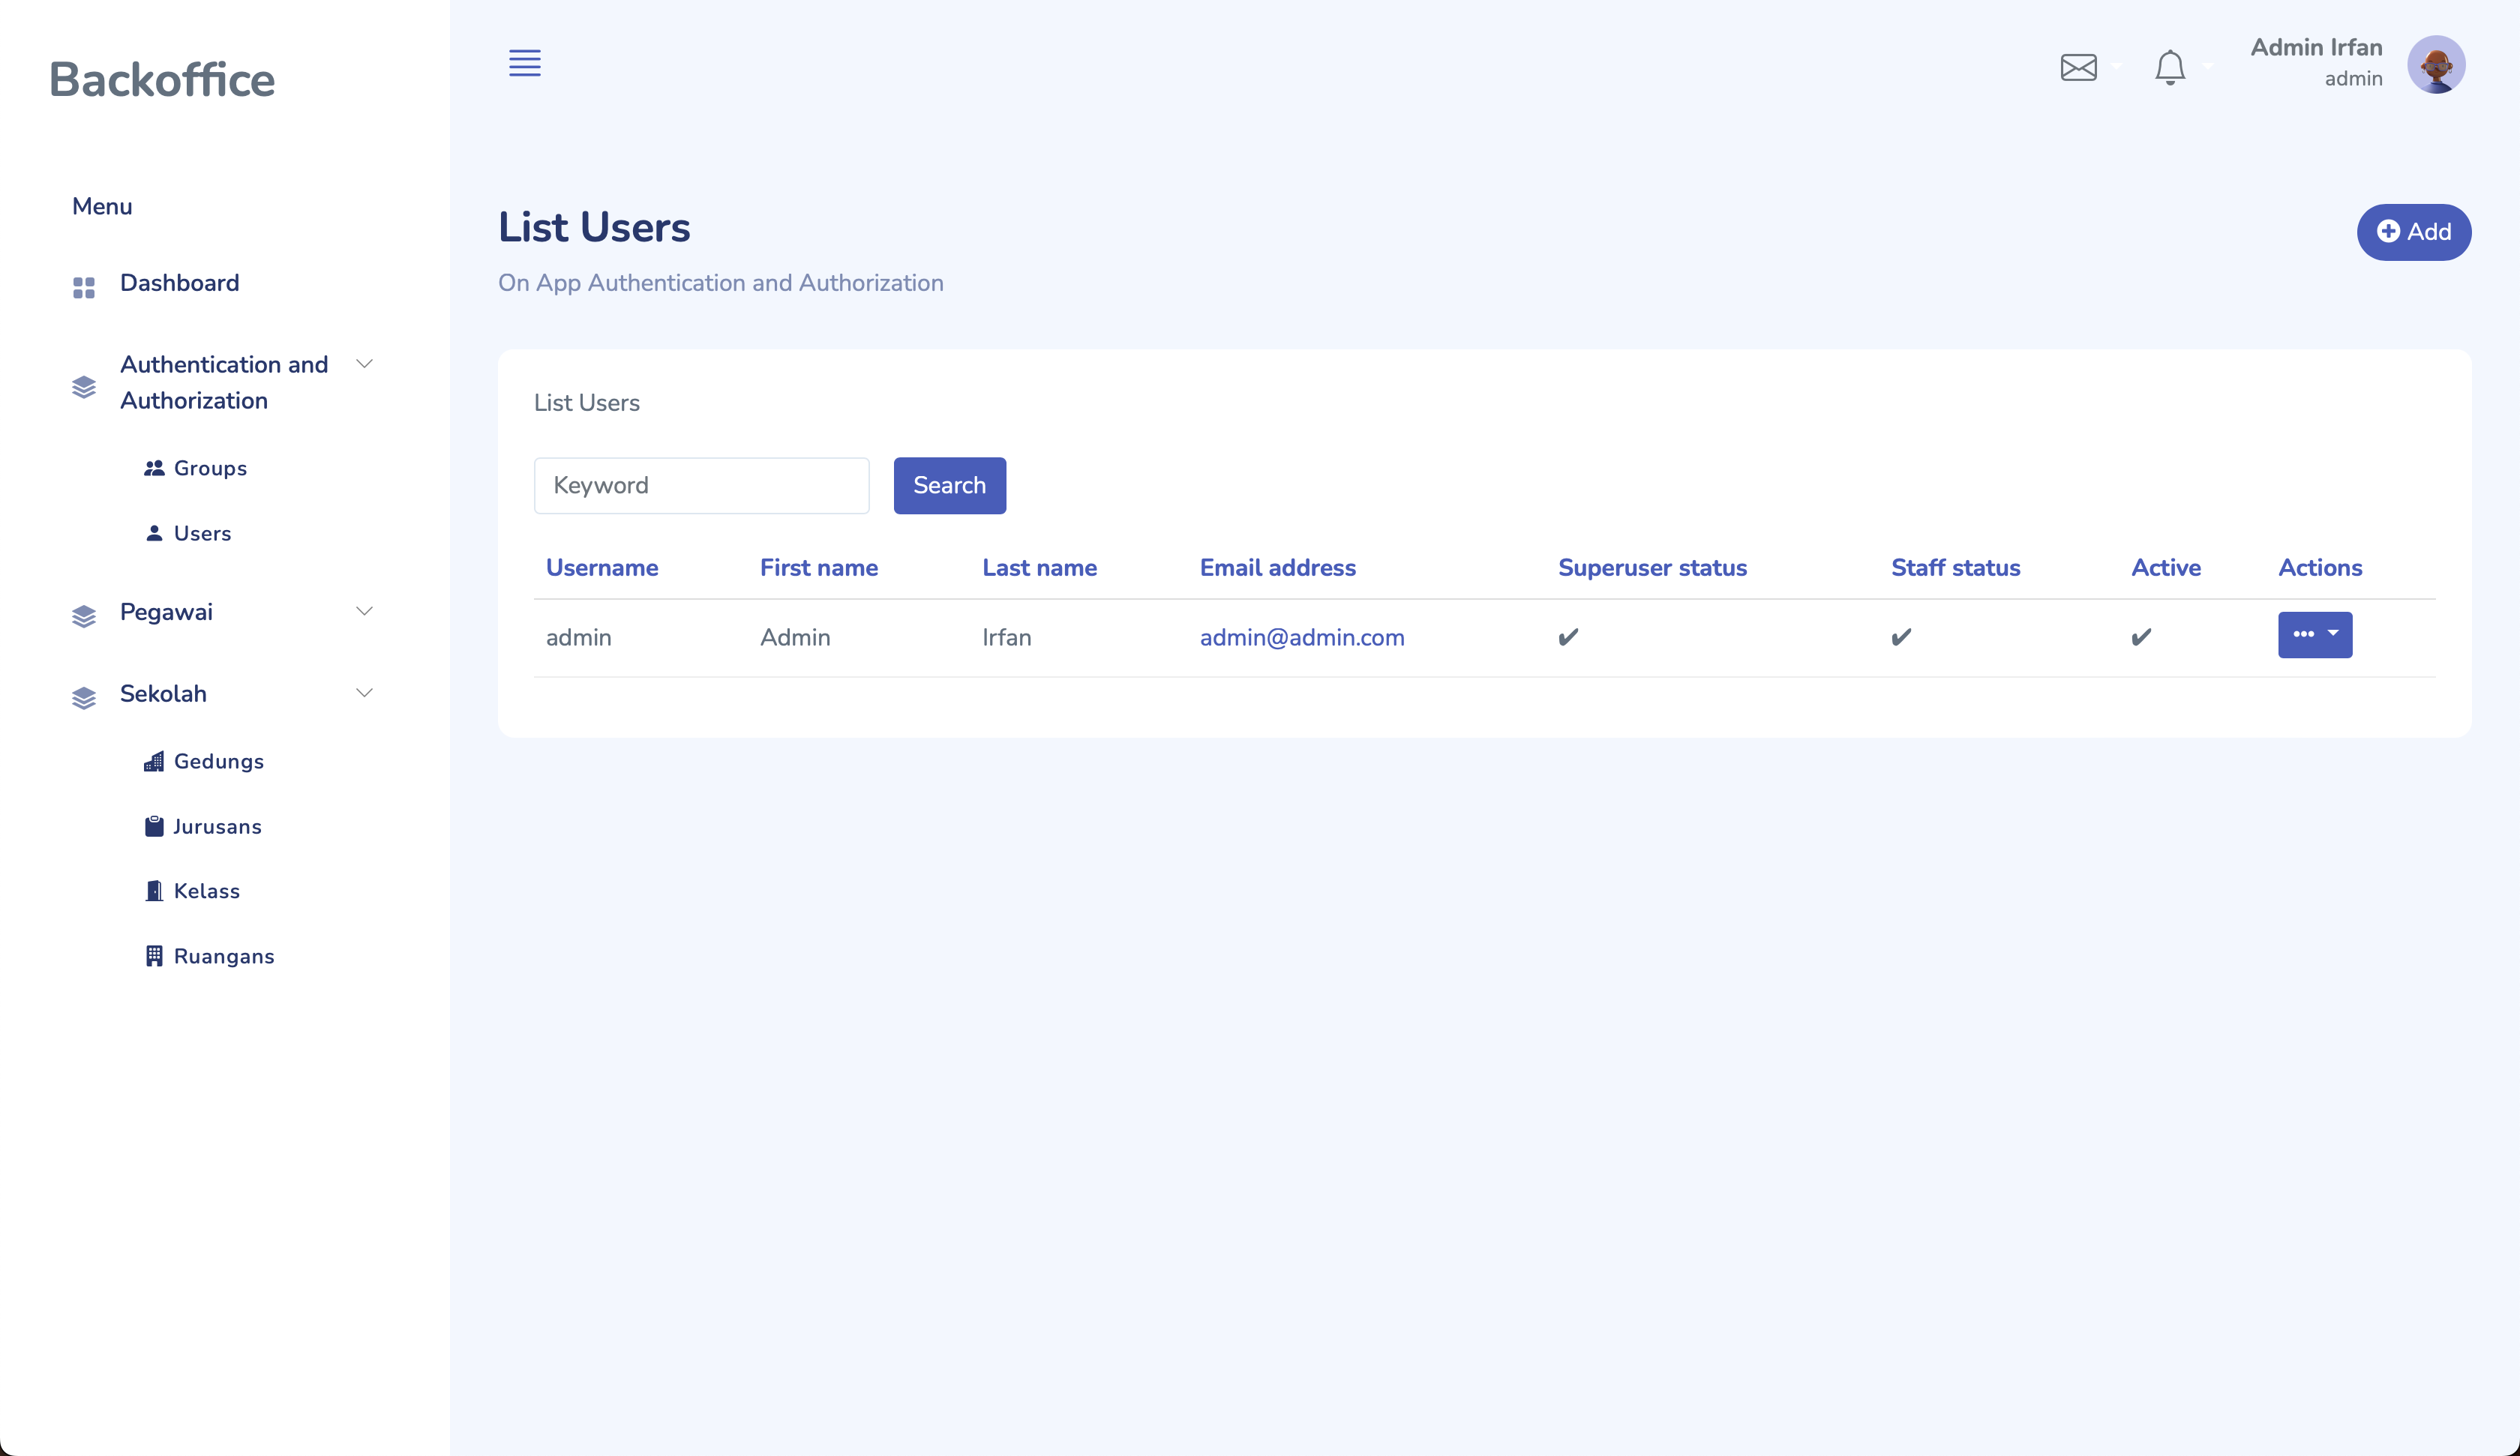 Backoffice
Admin Irfan
admin
Menu
Dashboard
Authentication and
Authorization
Groups
Users
Pegawai
Sekolah
Gedungs
Jurusans
Kelass
Ruangans
List Users
Add
On App Authentication and Authorization
List Users
Keyword Search
Username First name Last name Email address Superuser status Staff status Active Actions
admin Admin Irfan admin@admin.com ✔ ✔ ✔